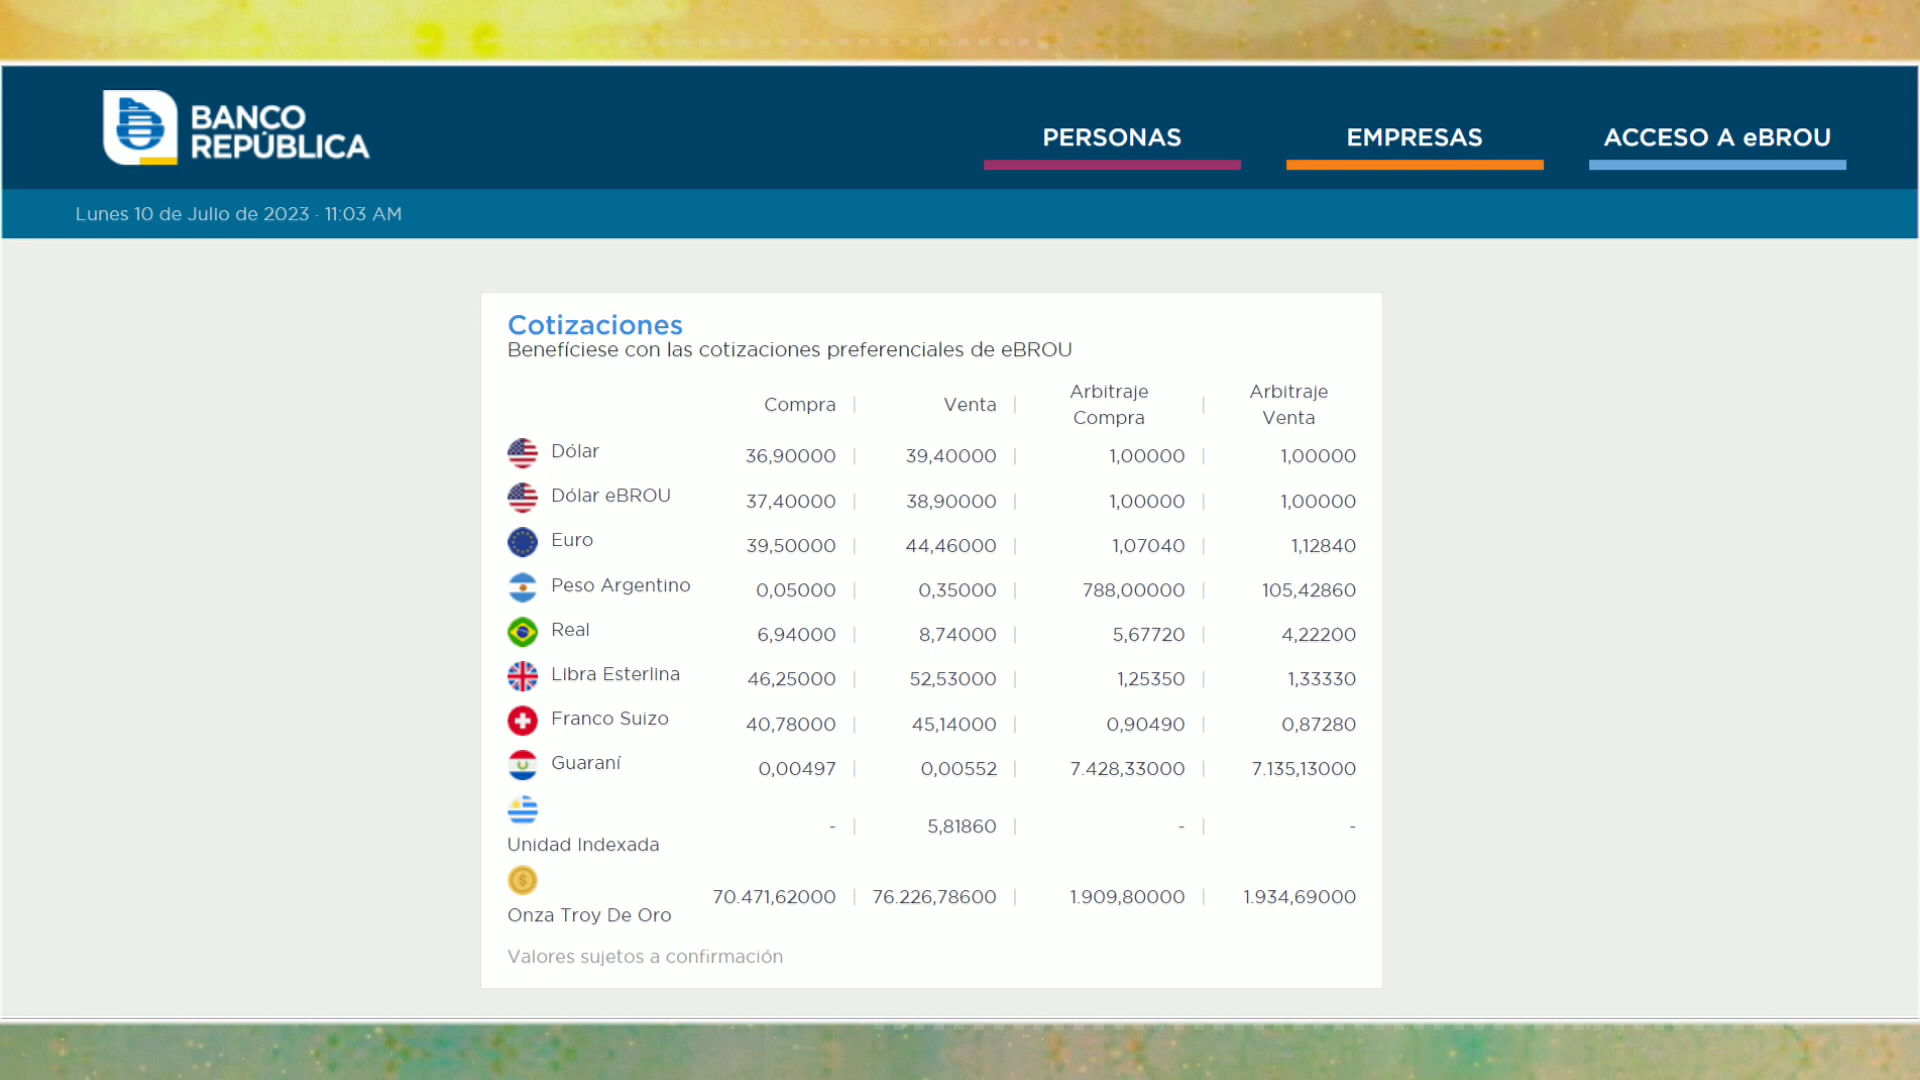 BANCO
REPÚBLICA
PERSONAS EMPRESAS ACCESO A eBROU
Lunes 10 de Julio de 2023 · 11:03 AM
Cotizaciones
Benefíciese con las cotizaciones preferenciales de eBROU
Compra | Venta | Arbitraje Compra | Arbitraje Venta
Dólar 36,90000 | 39,40000 | 1,00000 | 1,00000
Dólar eBROU 37,40000 | 38,90000 | 1,00000 | 1,00000
Euro 39,50000 | 44,46000 | 1,07040 | 1,12840
Peso Argentino 0,05000 | 0,35000 | 788,00000 | 105,42860
Real 6,94000 | 8,74000 | 5,67720 | 4,22200
Libra Esterlina 46,25000 | 52,53000 | 1,25350 | 1,33330
Franco Suizo 40,78000 | 45,14000 | 0,90490 | 0,87280
Guaraní 0,00497 | 0,00552 | 7.428,33000 | 7.135,13000
Unidad Indexada - | 5,81860 | - | -
Onza Troy De Oro 70.471,62000 | 76.226,78600 | 1.909,80000 | 1.934,69000
Valores sujetos a confirmación